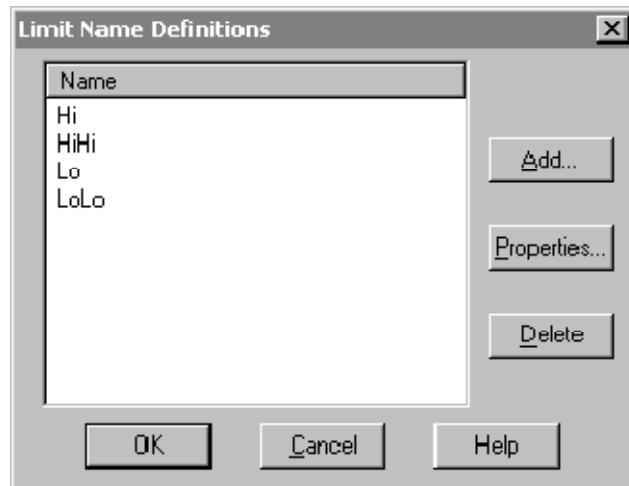 Limit Name Definitions
Name
Hi
HiHi
Lo
LoLo
Add...
Properties...
Delete
OK
Cancel
Help